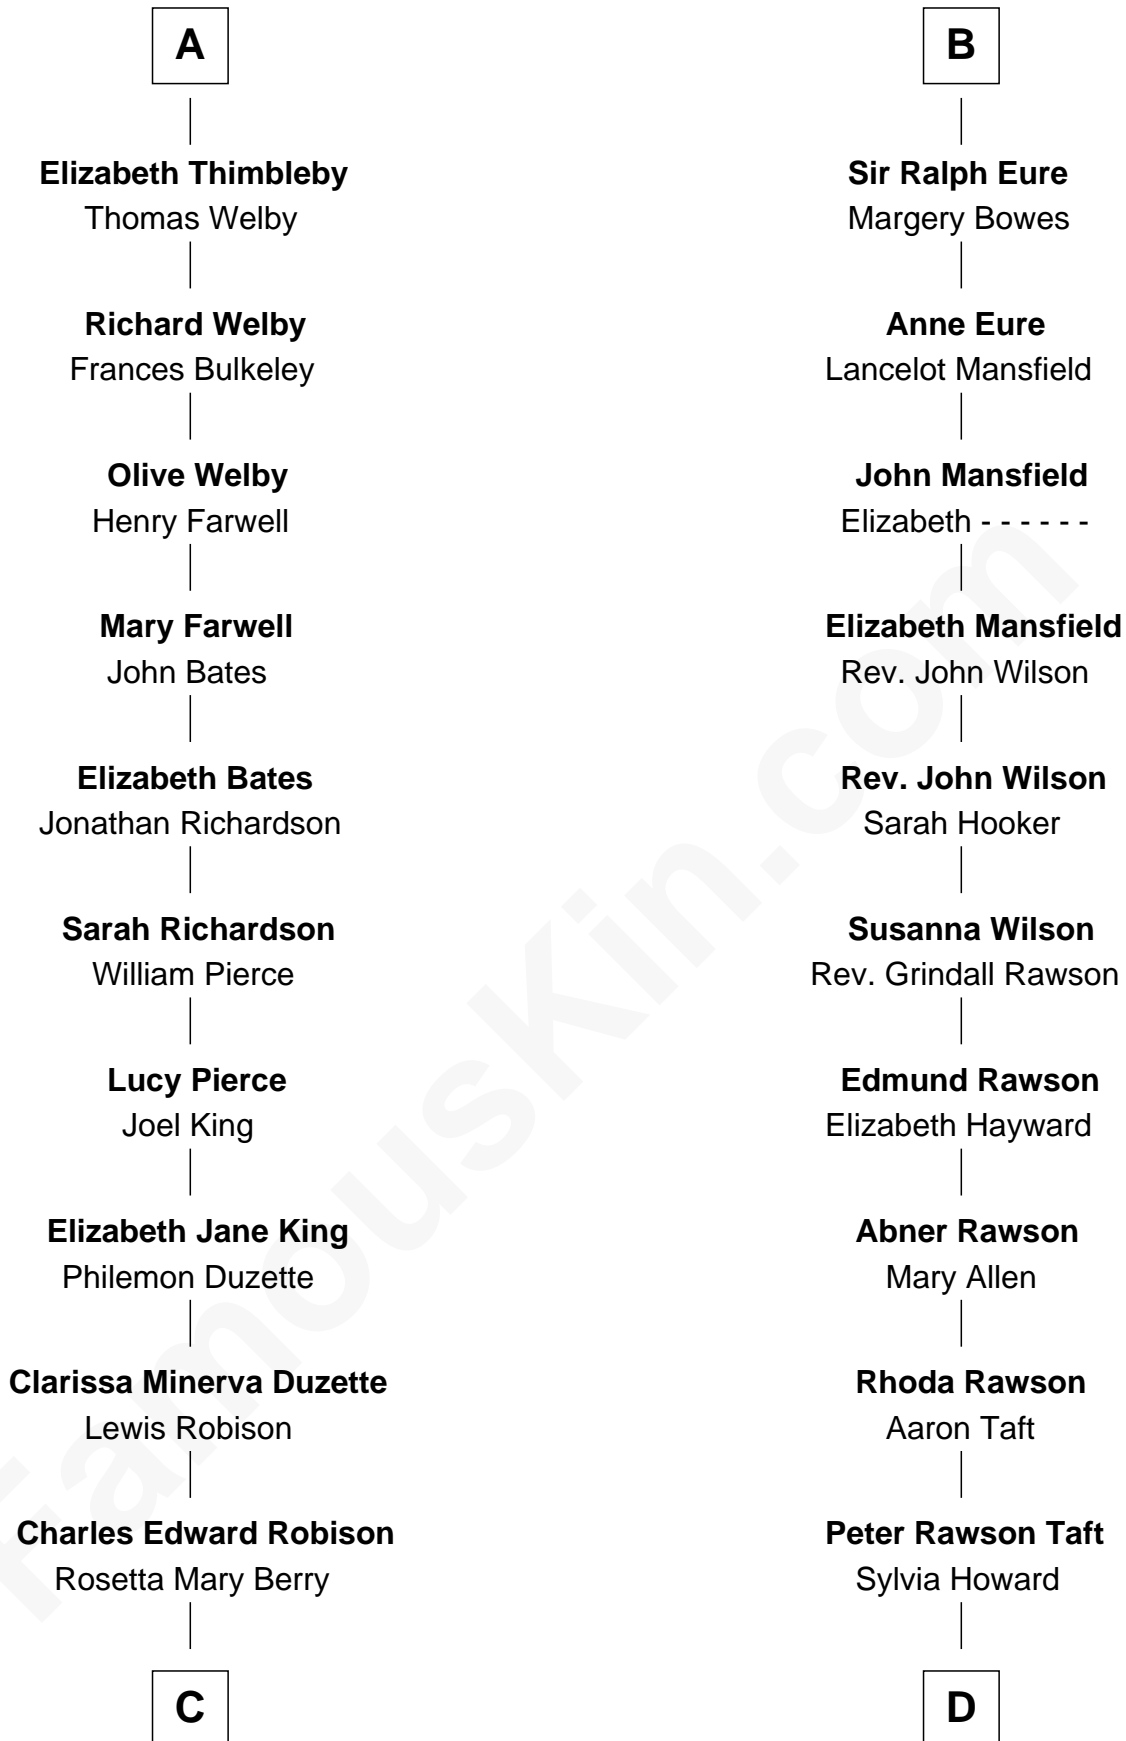 A
Elizabeth Thimbleby
Thomas Welby
Richard Welby
Frances Bulkeley
Olive Welby
Henry Farwell
Mary Farwell
John Bates
Elizabeth Bates
Jonathan Richardson
Sarah Richardson
William Pierce
Lucy Pierce
Joel King
Elizabeth Jane King
Philemon Duzette
Clarissa Minerva Duzette
Lewis Robison
Charles Edward Robison
Rosetta Mary Berry
C
B
Sir Ralph Eure
Margery Bowes
Anne Eure
Lancelot Mansfield
John Mansfield
Elizabeth - - - - - -
Elizabeth Mansfield
Rev. John Wilson
Rev. John Wilson
Sarah Hooker
Susanna Wilson
Rev. Grindall Rawson
Edmund Rawson
Elizabeth Hayward
Abner Rawson
Mary Allen
Rhoda Rawson
Aaron Taft
Peter Rawson Taft
Sylvia Howard
D
FamousKin.com